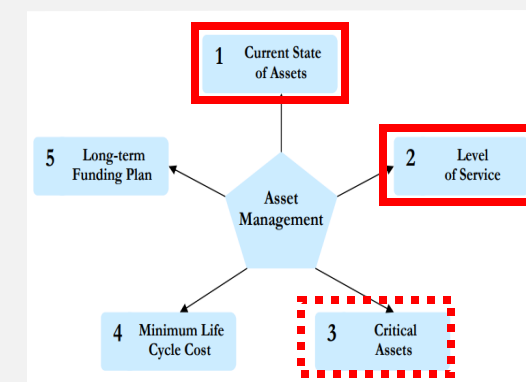 1 Current State
of Assets
5 Long-term
Funding Plan
2 Level
of Service
Asset
Management
4 Minimum Life
Cycle Cost
3 Critical
Assets